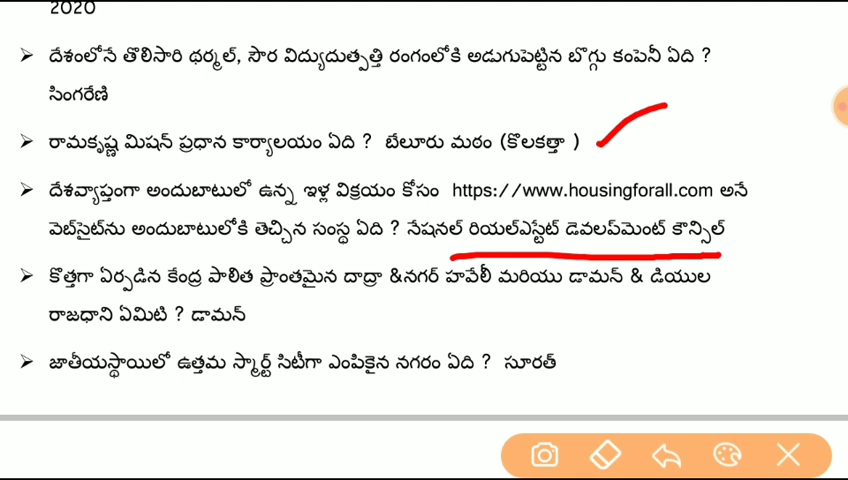 2020
➢ దేశంలోనే తొలిసారి థర్మల్, సౌర విద్యుదుత్పత్తి రంగంలోకి అడుగుపెట్టిన బొగ్గు కంపెనీ ఏది ?
సింగరేణి
➢ రామకృష్ణ మిషన్ ప్రధాన కార్యాలయం ఏది ? బేలూరు మఠం (కొలకత్తా )
➢ దేశవ్యాప్తంగా అందుబాటులో ఉన్న ఇళ్ల విక్రయం కోసం https://www.housingforall.com అనే
వెబ్‌సైట్‌ను అందుబాటులోకి తెచ్చిన సంస్థ ఏది ? నేషనల్ రియల్‌ఎస్టేట్ డెవలప్‌మెంట్ కౌన్సిల్
➢ కొత్తగా ఏర్పడిన కేంద్ర పాలిత ప్రాంతమైన దాద్రా &నగర్ హవేలీ మరియు డామన్ & డియుల
రాజధాని ఏమిటి ? డామన్
➢ జాతీయస్థాయిలో ఉత్తమ స్మార్ట్ సిటీగా ఎంపికైన నగరం ఏది ? సూరత్